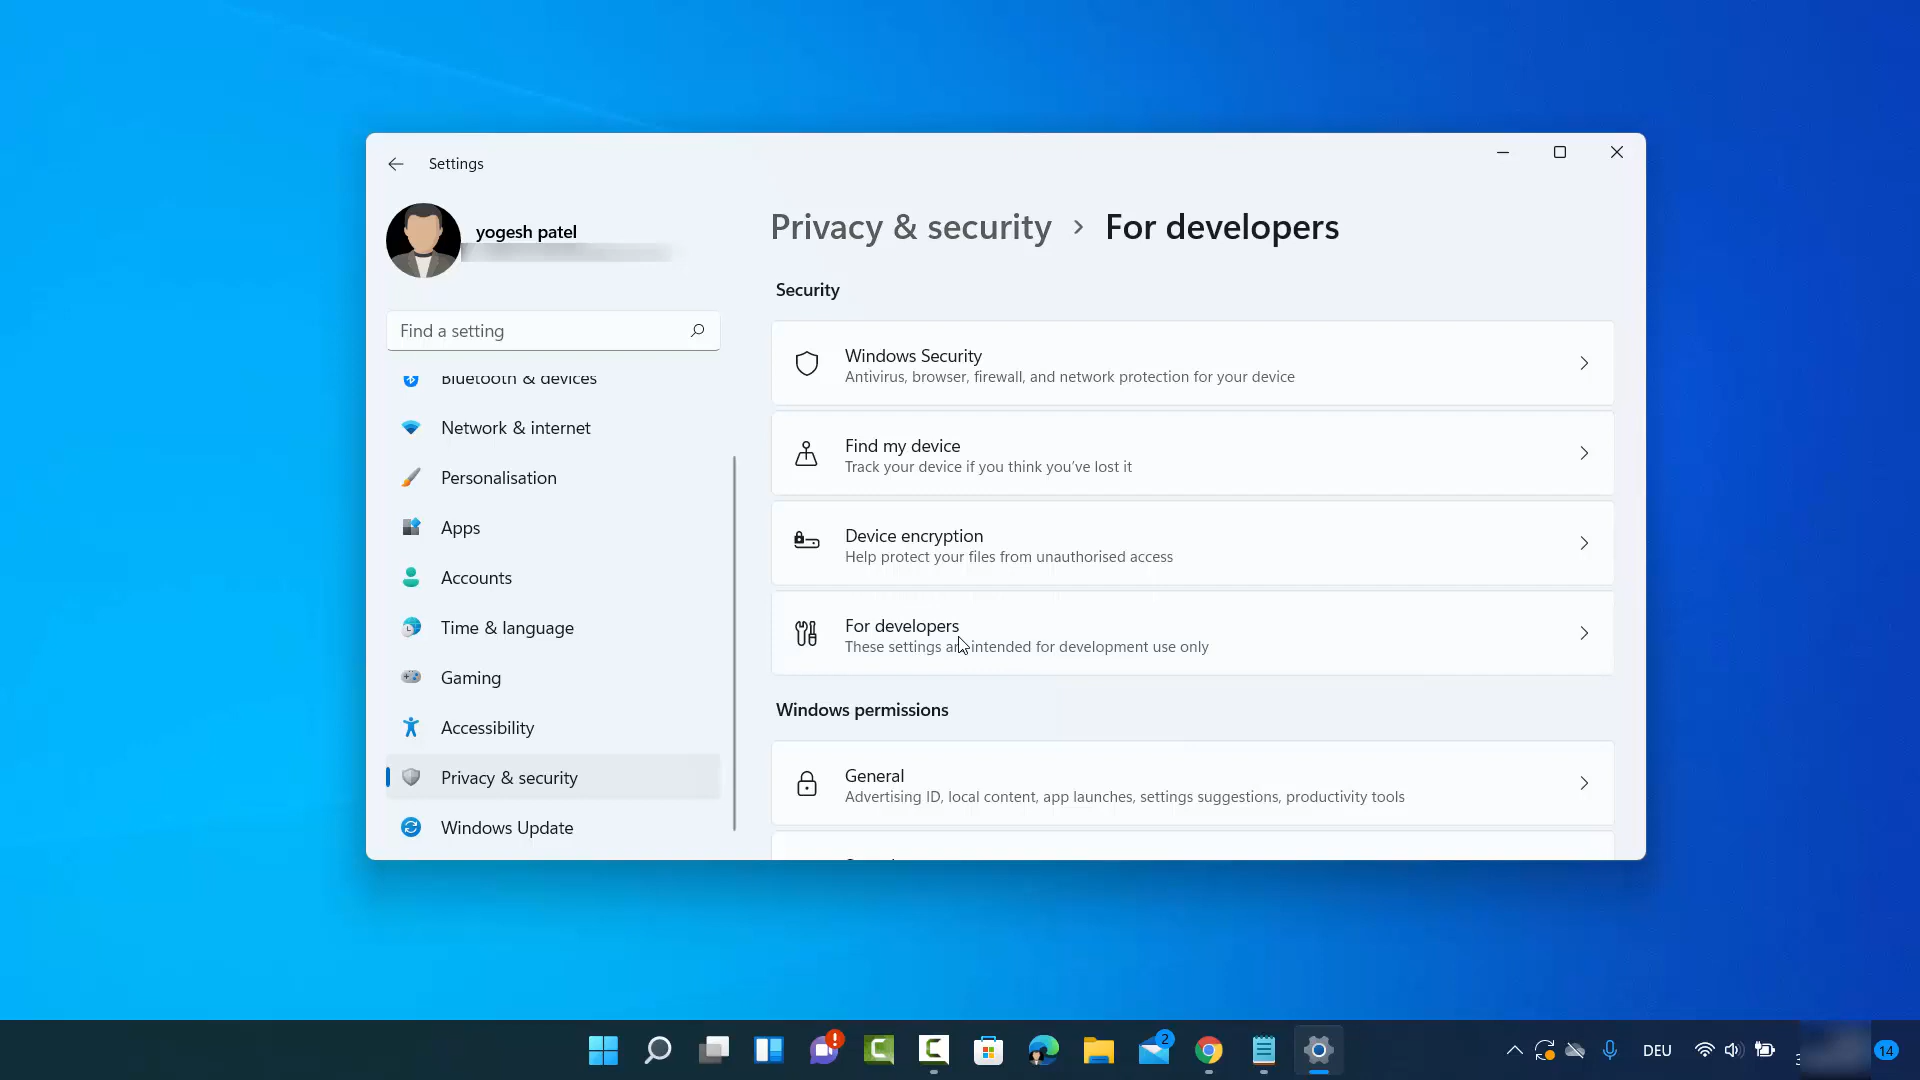 Settings
yogesh patel
Find a setting
Bluetooth & devices
Network & internet
Personalisation
Apps
Accounts
Time & language
Gaming
Accessibility
Privacy & security
Windows Update
Privacy & security > For developers
Security
Windows Security
Antivirus, browser, firewall, and network protection for your device
Find my device
Track your device if you think you've lost it
Device encryption
Help protect your files from unauthorised access
For developers
These settings are intended for development use only
Windows permissions
General
Advertising ID, local content, app launches, settings suggestions, productivity tools
2
DEU
14